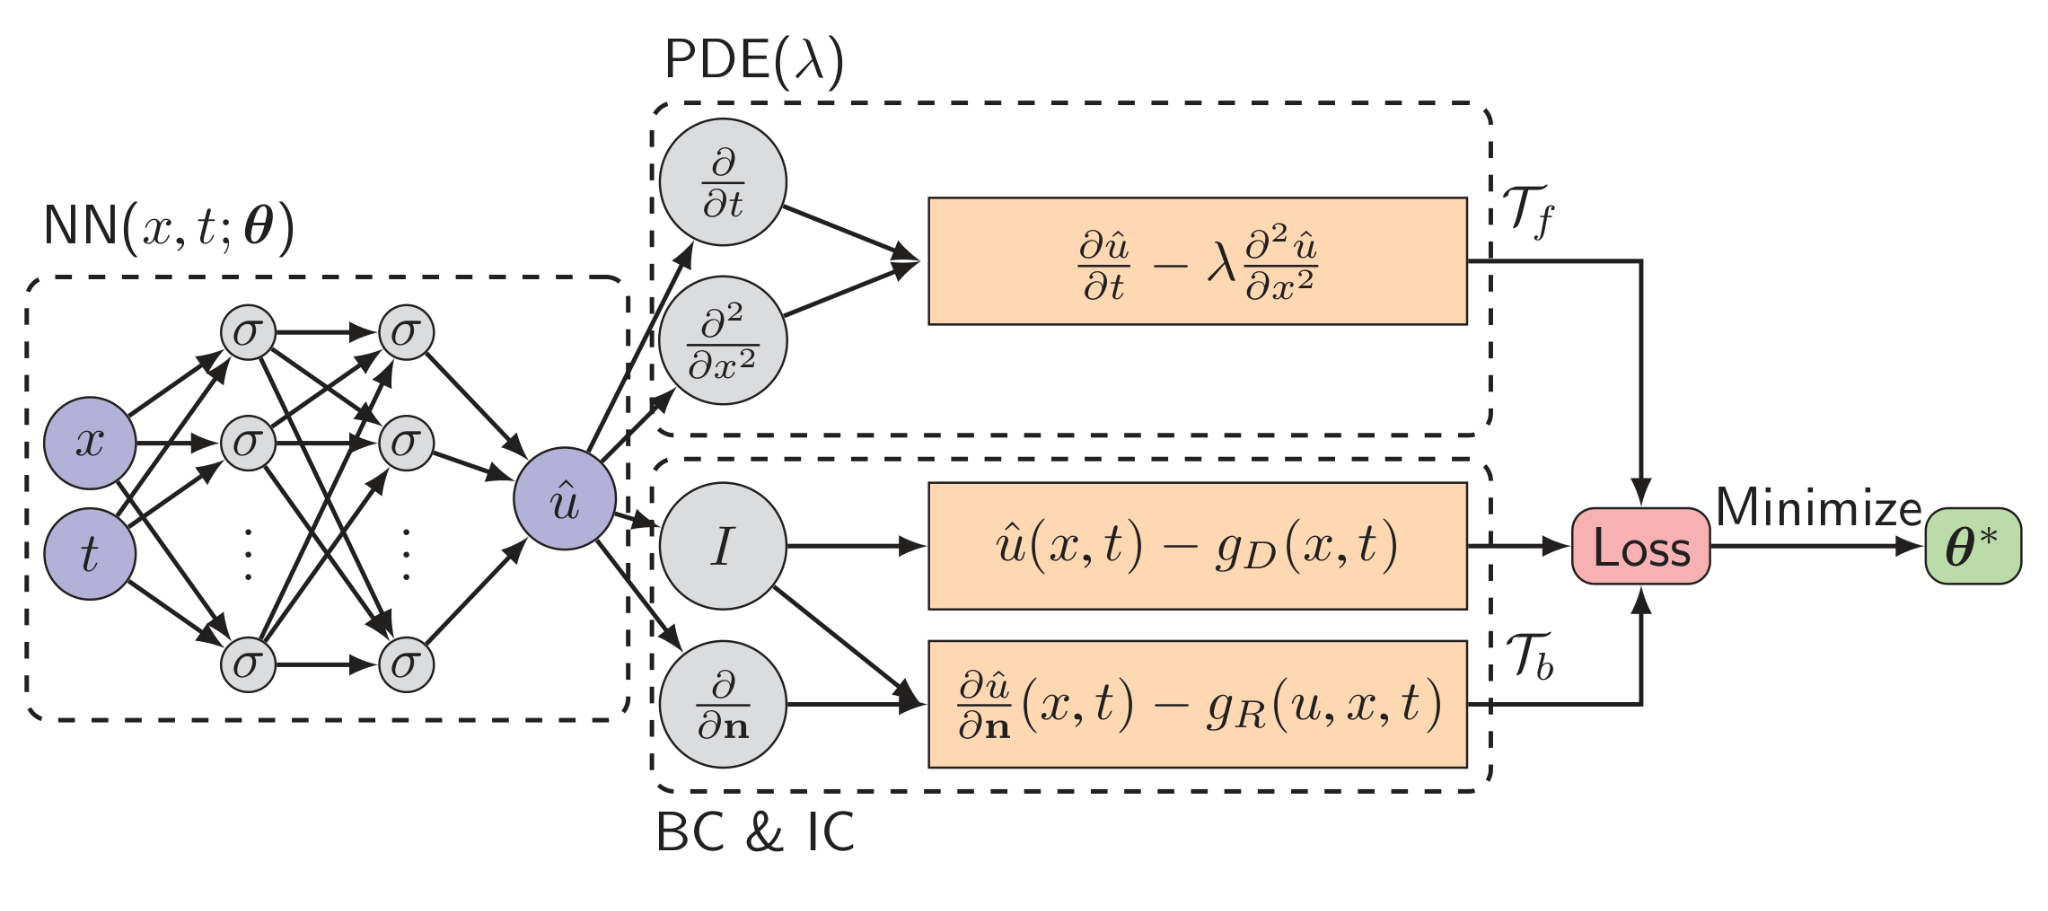 PDE(λ)
NN(x, t; θ)
∂/∂t
∂²/∂x²
∂û/∂t − λ ∂²û/∂x²
𝒯_f
σ σ
x σ σ
t ⋮ ⋮
σ σ
û
I
û(x, t) − g_D(x, t)
Loss
Minimize
θ*
∂/∂n
∂û/∂n (x, t) − g_R(u, x, t)
𝒯_b
BC & IC